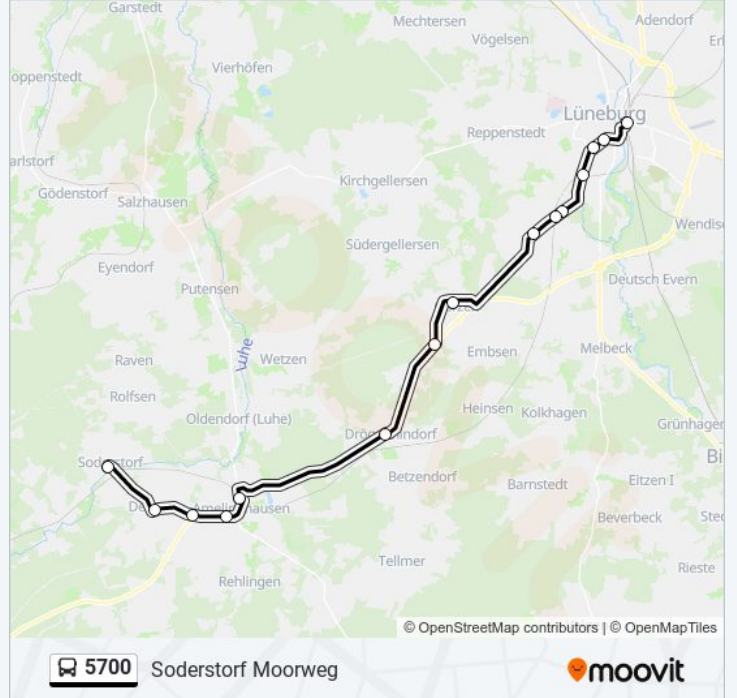 Garstedt
Mechtersen
Adendorf
Vögelsen
Vierhöfen
oppenstedt
Lüneburg
Reppenstedt
arlstorf
Kirchgellersen
Gödenstorf
Salzhausen
Wendisc
Südergellersen
Eyendorf
Deutsch Evern
Putensen
Luhe
Raven
Wetzen
Embsen
Melbeck
Rolfsen
Oldendorf (Luhe)
Heinsen
Kolkhagen
Grünhagen
Bi
Betzendorf
Barnstedt
Eitzen I
Beverbeck
Tellmer
Rieste
Rehlingen
© OpenStreetMap contributors | © OpenMapTiles
5700 Soderstorf Moorweg
moovit